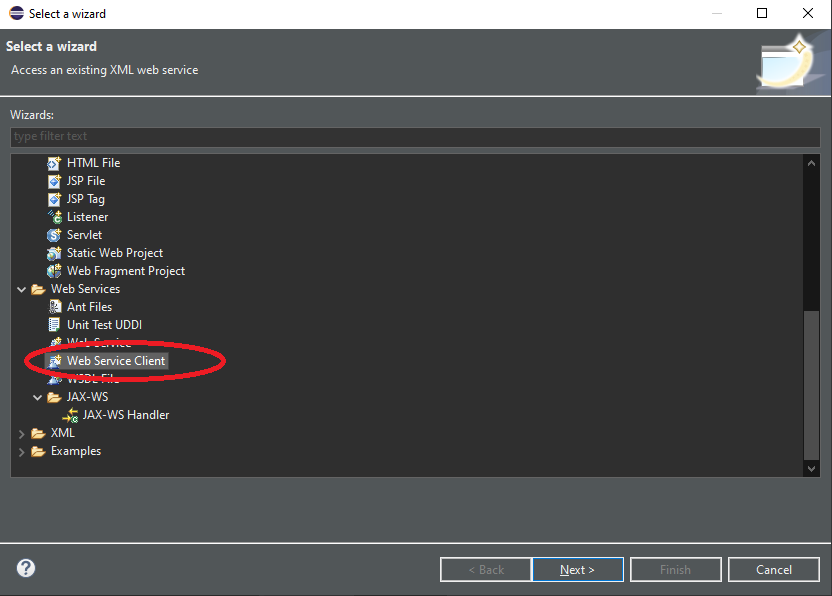 Select a wizard
Select a wizard
Access an existing XML web service
Wizards:
type filter text
HTML File
JSP File
JSP Tag
Listener
Servlet
Static Web Project
Web Fragment Project
Web Services
Ant Files
Unit Test UDDI
Web Service
Web Service Client
WSDL File
JAX-WS
JAX-WS Handler
XML
Examples
< Back Next > Finish Cancel